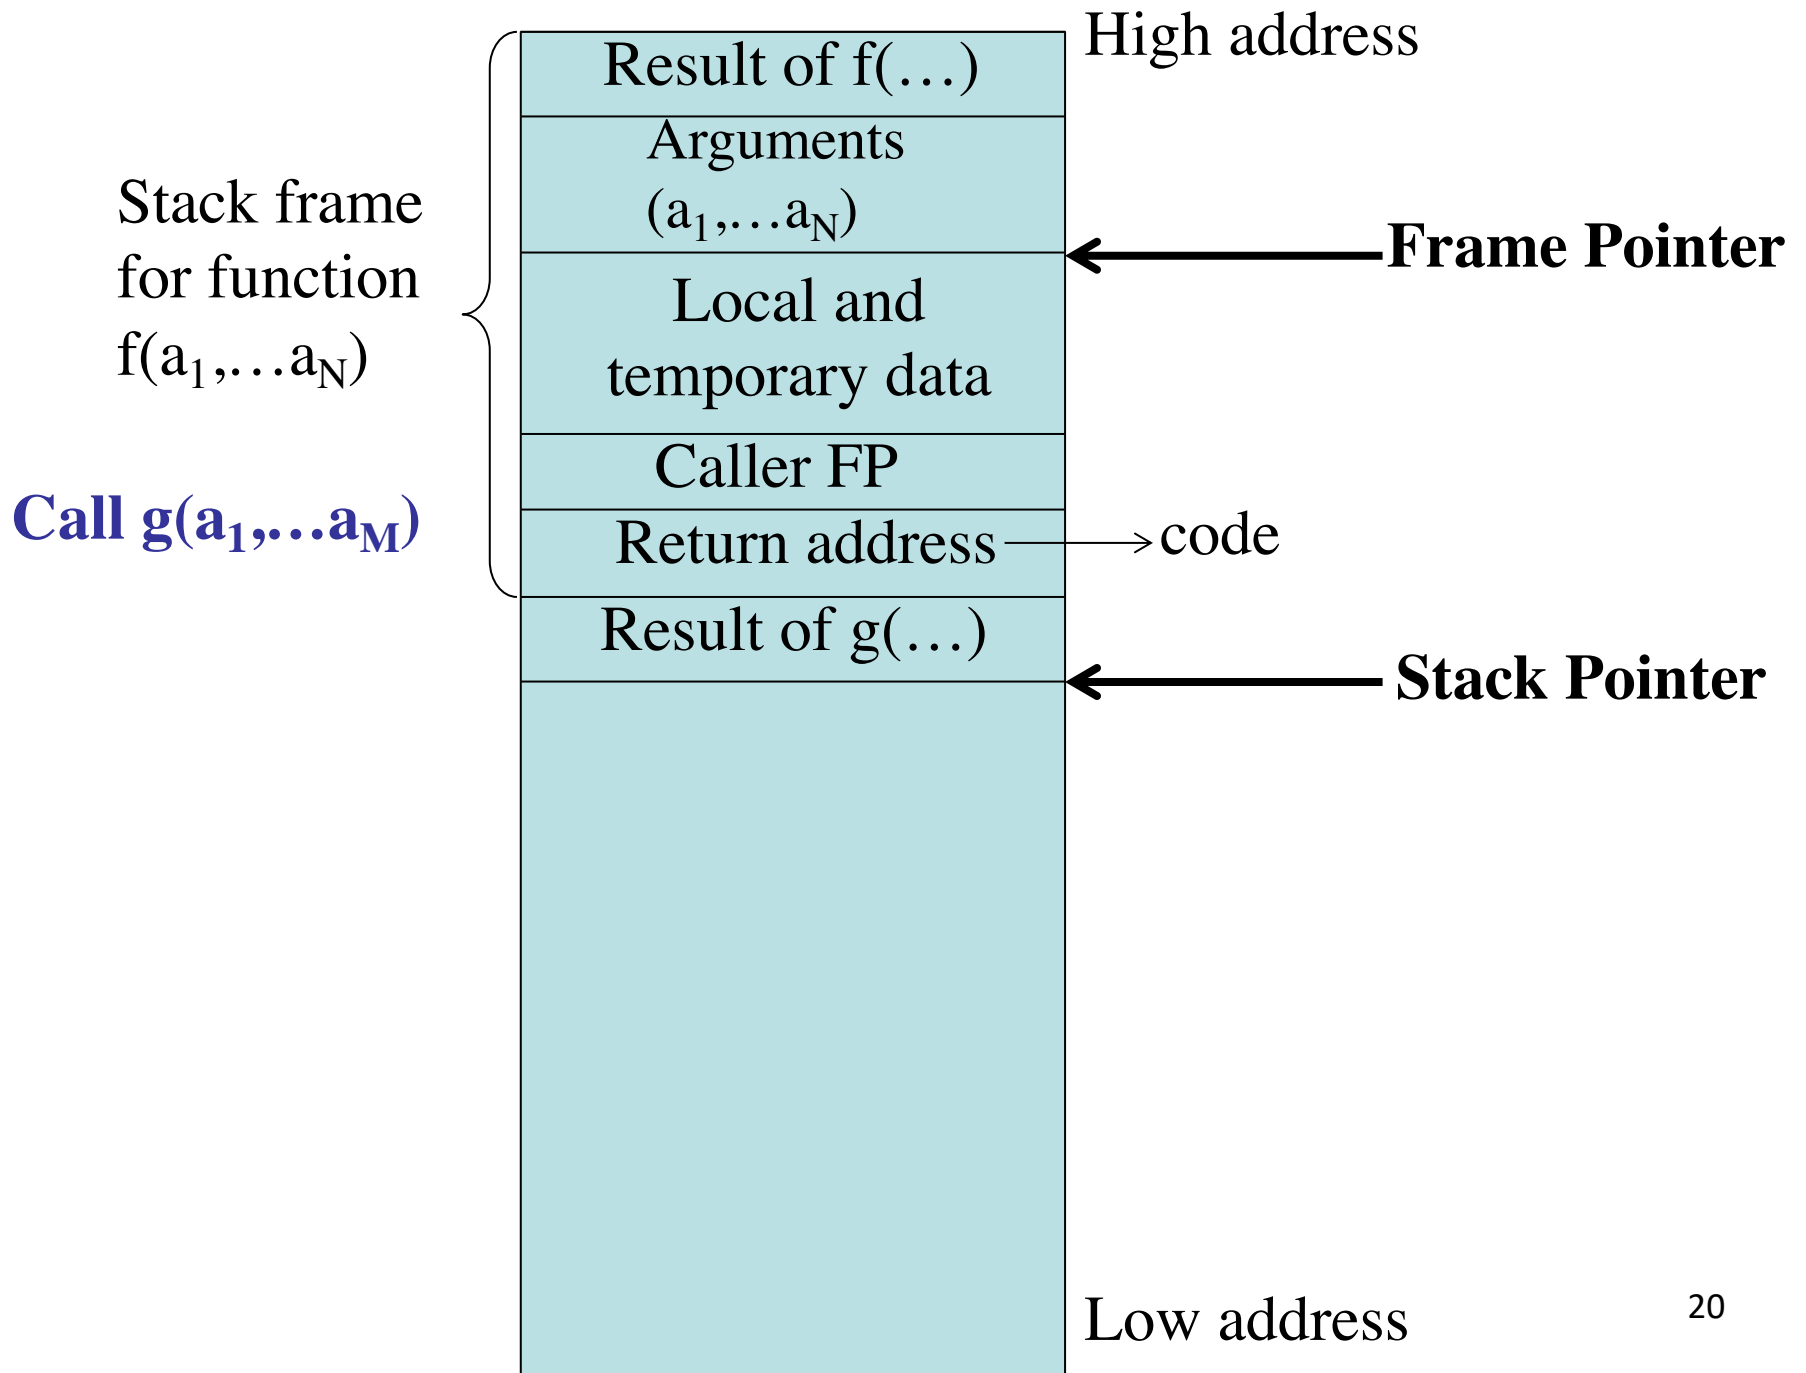 High address
Result of f(…)
Arguments
(a₁,…aN)
Stack frame
for function
f(a₁,…aN)
Frame Pointer
Local and
temporary data
Caller FP
Call g(a₁,…aM)
Return address
code
Result of g(…)
Stack Pointer
Low address
20